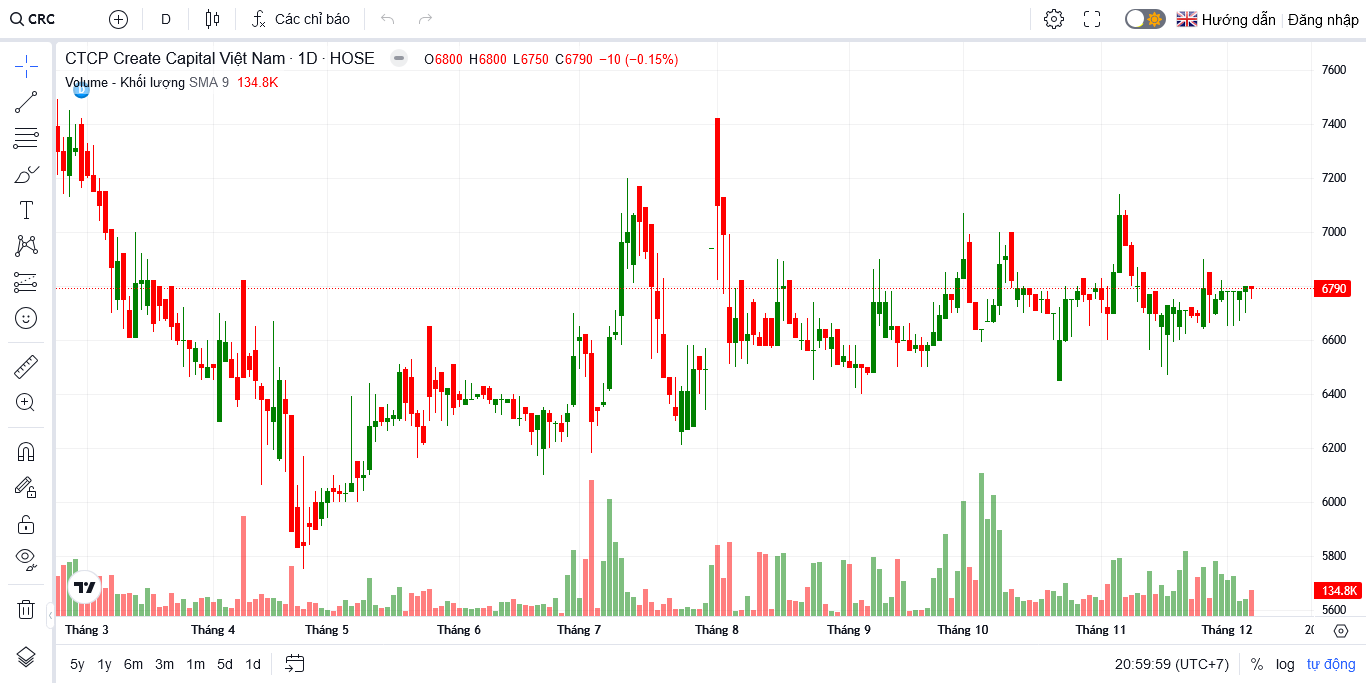 CRC D Các chỉ báo Hướng dẫn Đăng nhập
CTCP Create Capital Việt Nam · 1D · HOSE O6800 H6800 L6750 C6790 −10 (−0.15%)
Volume - Khối lượng SMA 9 134.8K
D
7600
7400
7200
7000
6790
6600
6400
6200
6000
5800
134.8K
5600
Tháng 3 Tháng 4 Tháng 5 Tháng 6 Tháng 7 Tháng 8 Tháng 9 Tháng 10 Tháng 11 Tháng 12
5y 1y 6m 3m 1m 5d 1d 20:59:59 (UTC+7) % log tự động